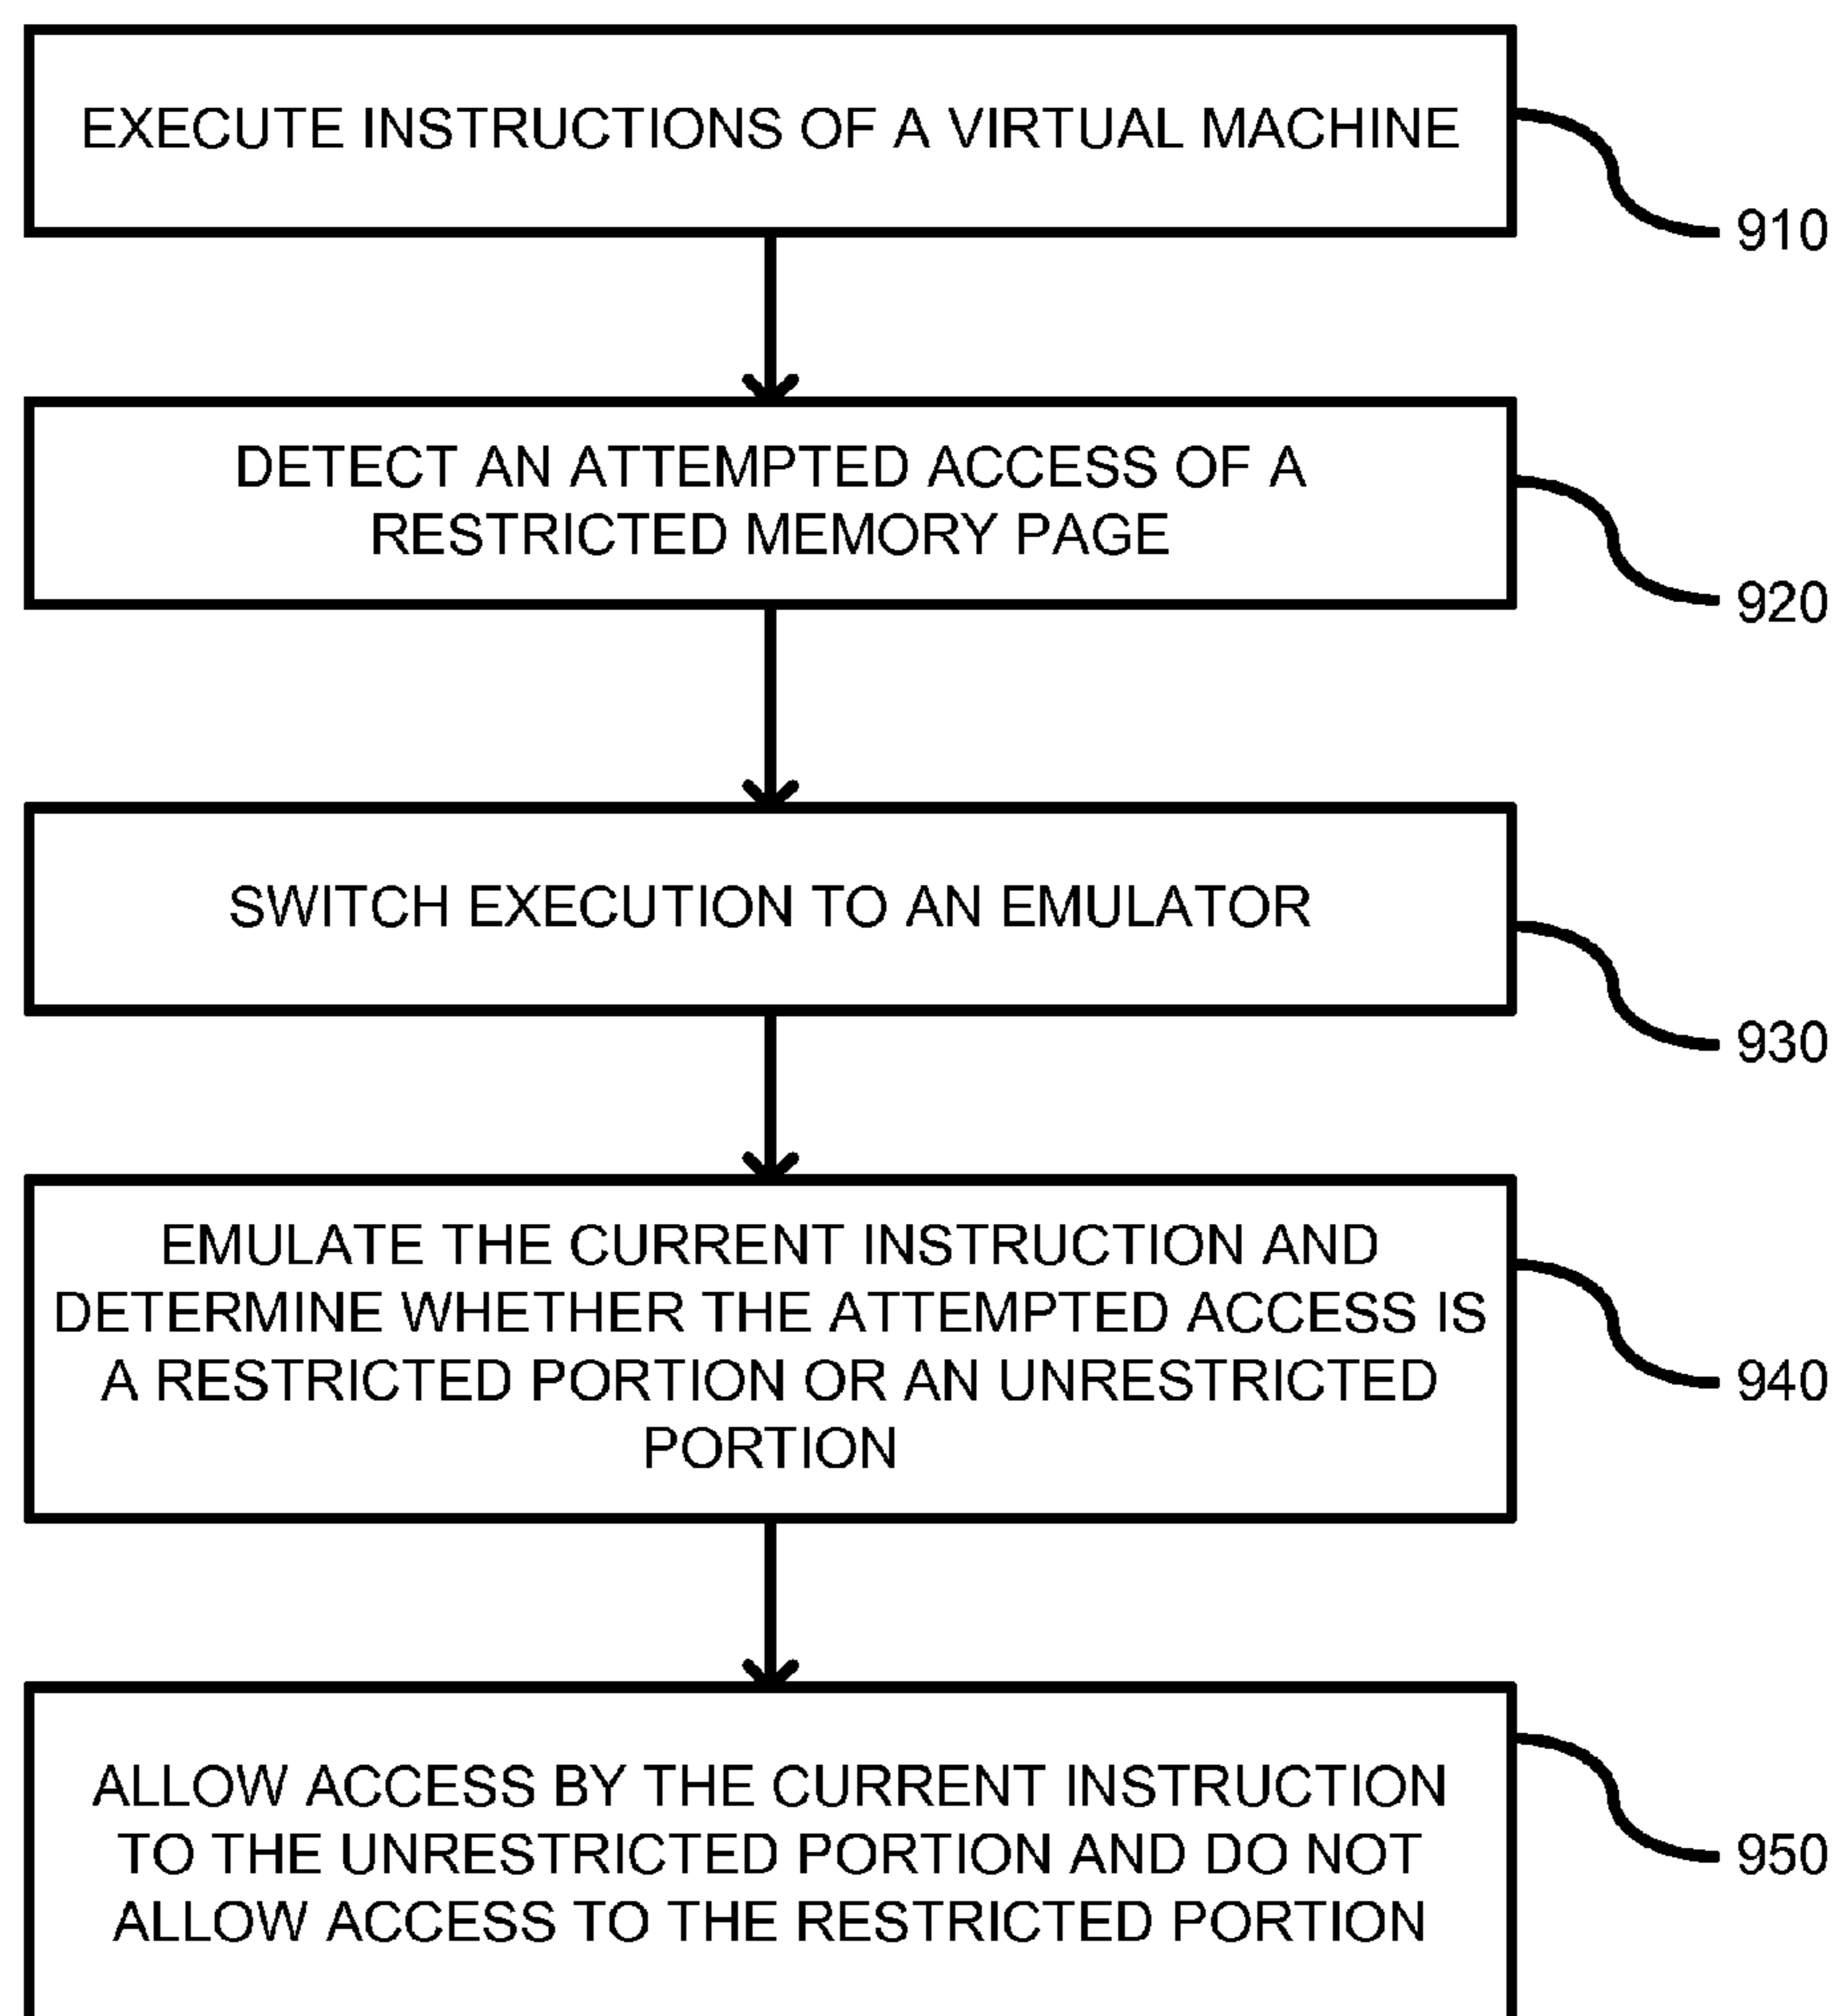 EXECUTE INSTRUCTIONS OF A VIRTUAL MACHINE
910
DETECT AN ATTEMPTED ACCESS OF A
RESTRICTED MEMORY PAGE
920
SWITCH EXECUTION TO AN EMULATOR
930
EMULATE THE CURRENT INSTRUCTION AND
DETERMINE WHETHER THE ATTEMPTED ACCESS IS
A RESTRICTED PORTION OR AN UNRESTRICTED
PORTION
940
ALLOW ACCESS BY THE CURRENT INSTRUCTION
TO THE UNRESTRICTED PORTION AND DO NOT
ALLOW ACCESS TO THE RESTRICTED PORTION
950